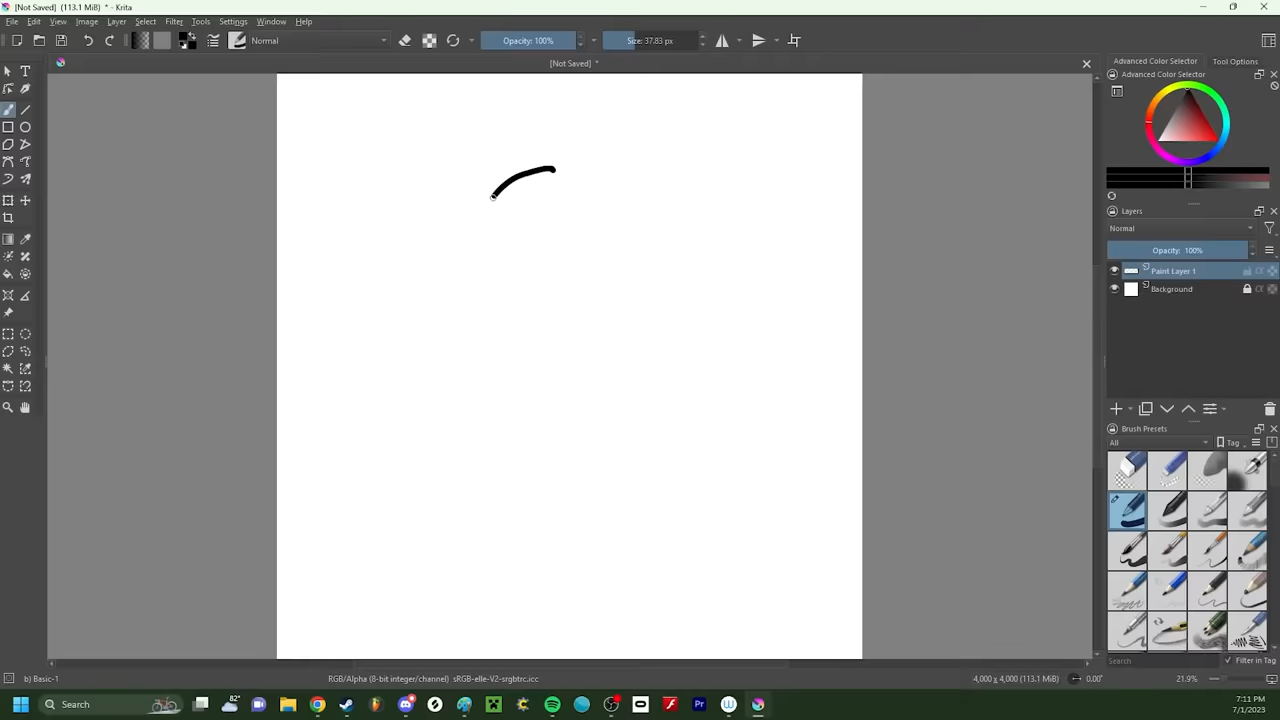 [Not Saved] (113.1 MiB) * - Krita
File Edit View Image Layer Select Filter Tools Settings Window Help
Normal
Opacity: 100%
Size: 37.83 px
[Not Saved] *
Advanced Color Selector
Tool Options
Advanced Color Selector
Layers
Normal
Opacity: 100%
Paint Layer 1
Background
Brush Presets
All
Tag
Search
Filter in Tag
b) Basic-1
RGB/Alpha (8-bit integer/channel) sRGB-elle-V2-srgbtrc.icc
4,000 x 4,000 (113.1 MiB)
0.00°
21.9%
Search
82°
7:11 PM
7/1/2023